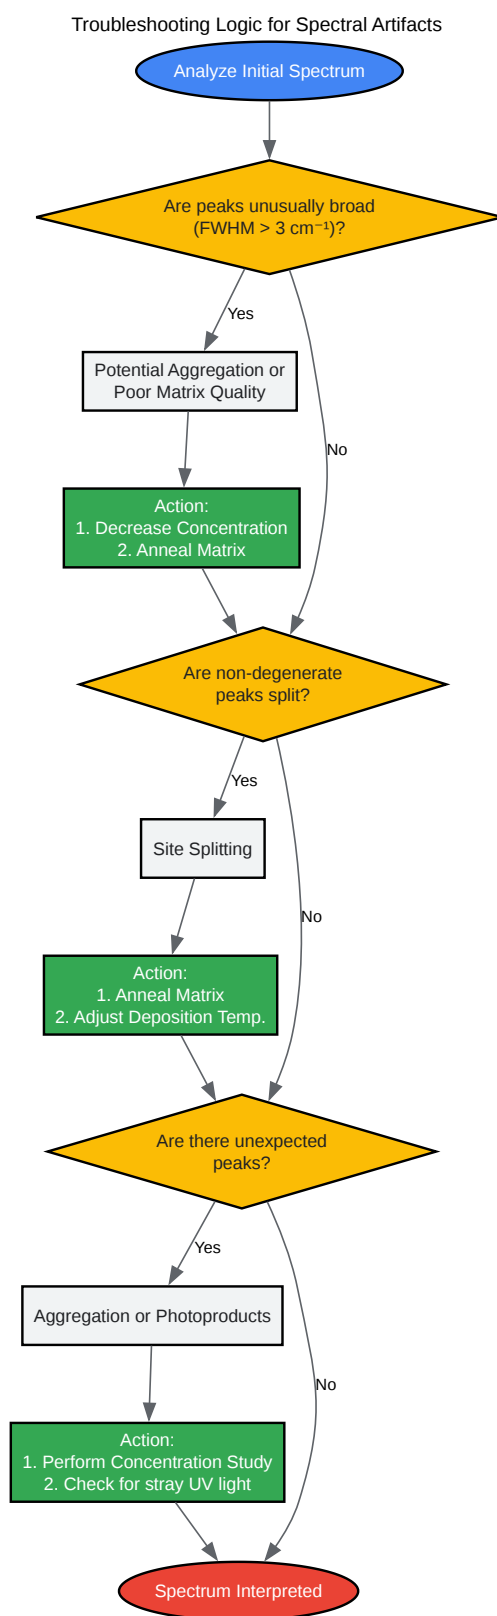 Troubleshooting Logic for Spectral Artifacts
Analyze Initial Spectrum
Are peaks unusually broad
(FWHM > 3 cm⁻¹)?
Yes
Potential Aggregation or
Poor Matrix Quality
No
Action:
1. Decrease Concentration
2. Anneal Matrix
Are non-degenerate
peaks split?
Yes
Site Splitting
No
Action:
1. Anneal Matrix
2. Adjust Deposition Temp.
Are there unexpected
peaks?
Yes
Aggregation or Photoproducts
No
Action:
1. Perform Concentration Study
2. Check for stray UV light
Spectrum Interpreted